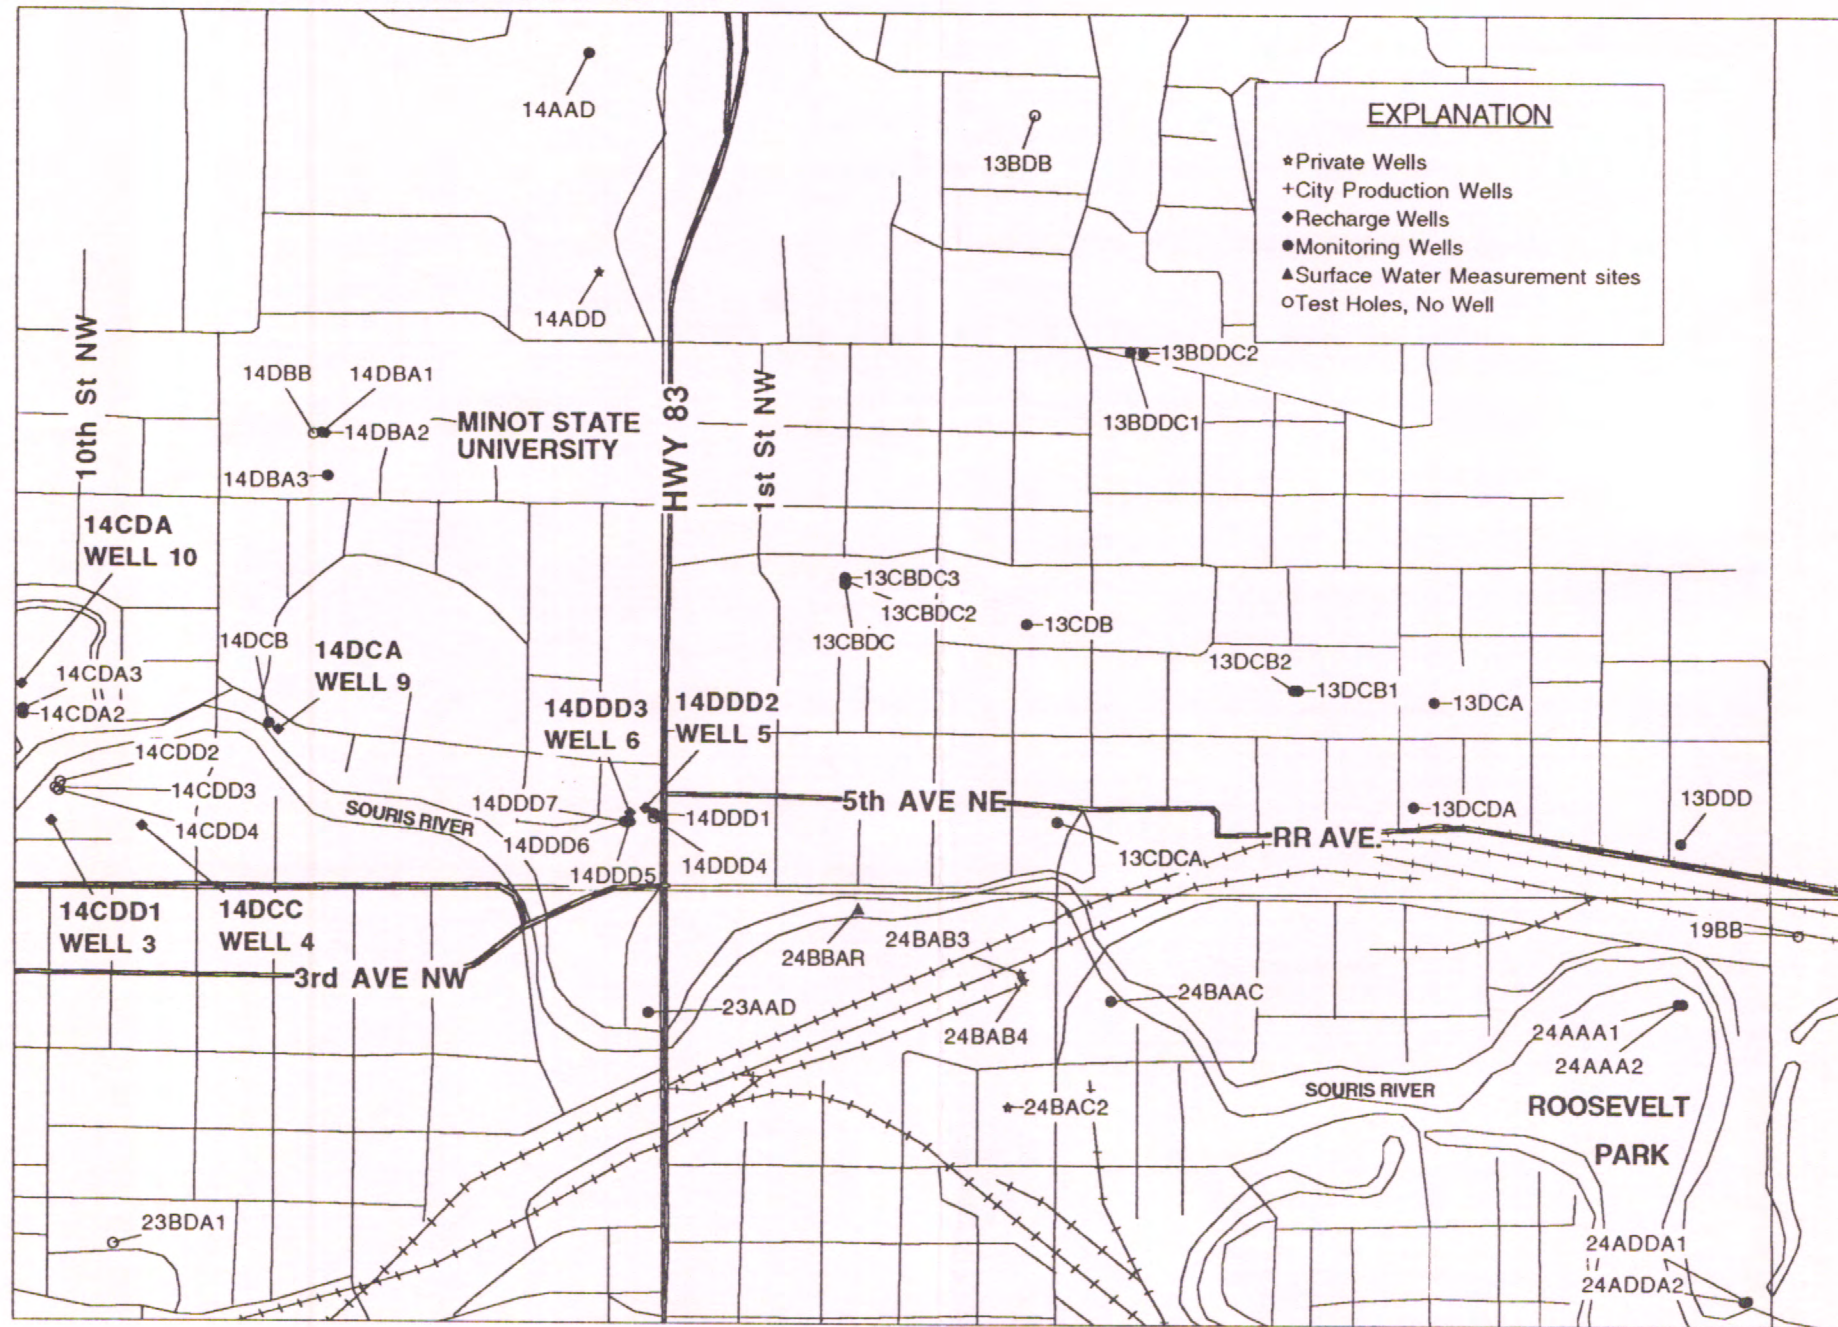 14AAD
13BDB
EXPLANATION
Private Wells
+City Production Wells
Recharge Wells
Monitoring Wells
Surface Water Measurement sites
Test Holes, No Well
14ADD
10th St NW
14DBB
14DBA1
14DBA2
14DBA3
MINOT STATE
UNIVERSITY
HWY 83
1st St NW
13BDDC2
13BDDC1
14CDA
WELL 10
13CBDC3
13CBDC2
13CBDC
13CDB
14DCB
14DCA
WELL 9
14CDA3
14CDA2
13DCB2
13DCB1
13DCA
14DDD3
WELL 6
14DDD2
WELL 5
14CDD2
14CDD3
14CDD4
SOURIS RIVER
14DDD7
14DDD6
14DDD5
14DDD1
14DDD4
5th AVE NE
13CDCA
RR AVE.
13DCDA
13DDD
14CDD1
WELL 3
14DCC
WELL 4
3rd AVE NW
24BBAR
24BAB3
19BB
23AAD
24BAB4
24BAAC
24AAA1
24AAA2
SOURIS RIVER
24BAC2
ROOSEVELT
PARK
23BDA1
24ADDA1
24ADDA2